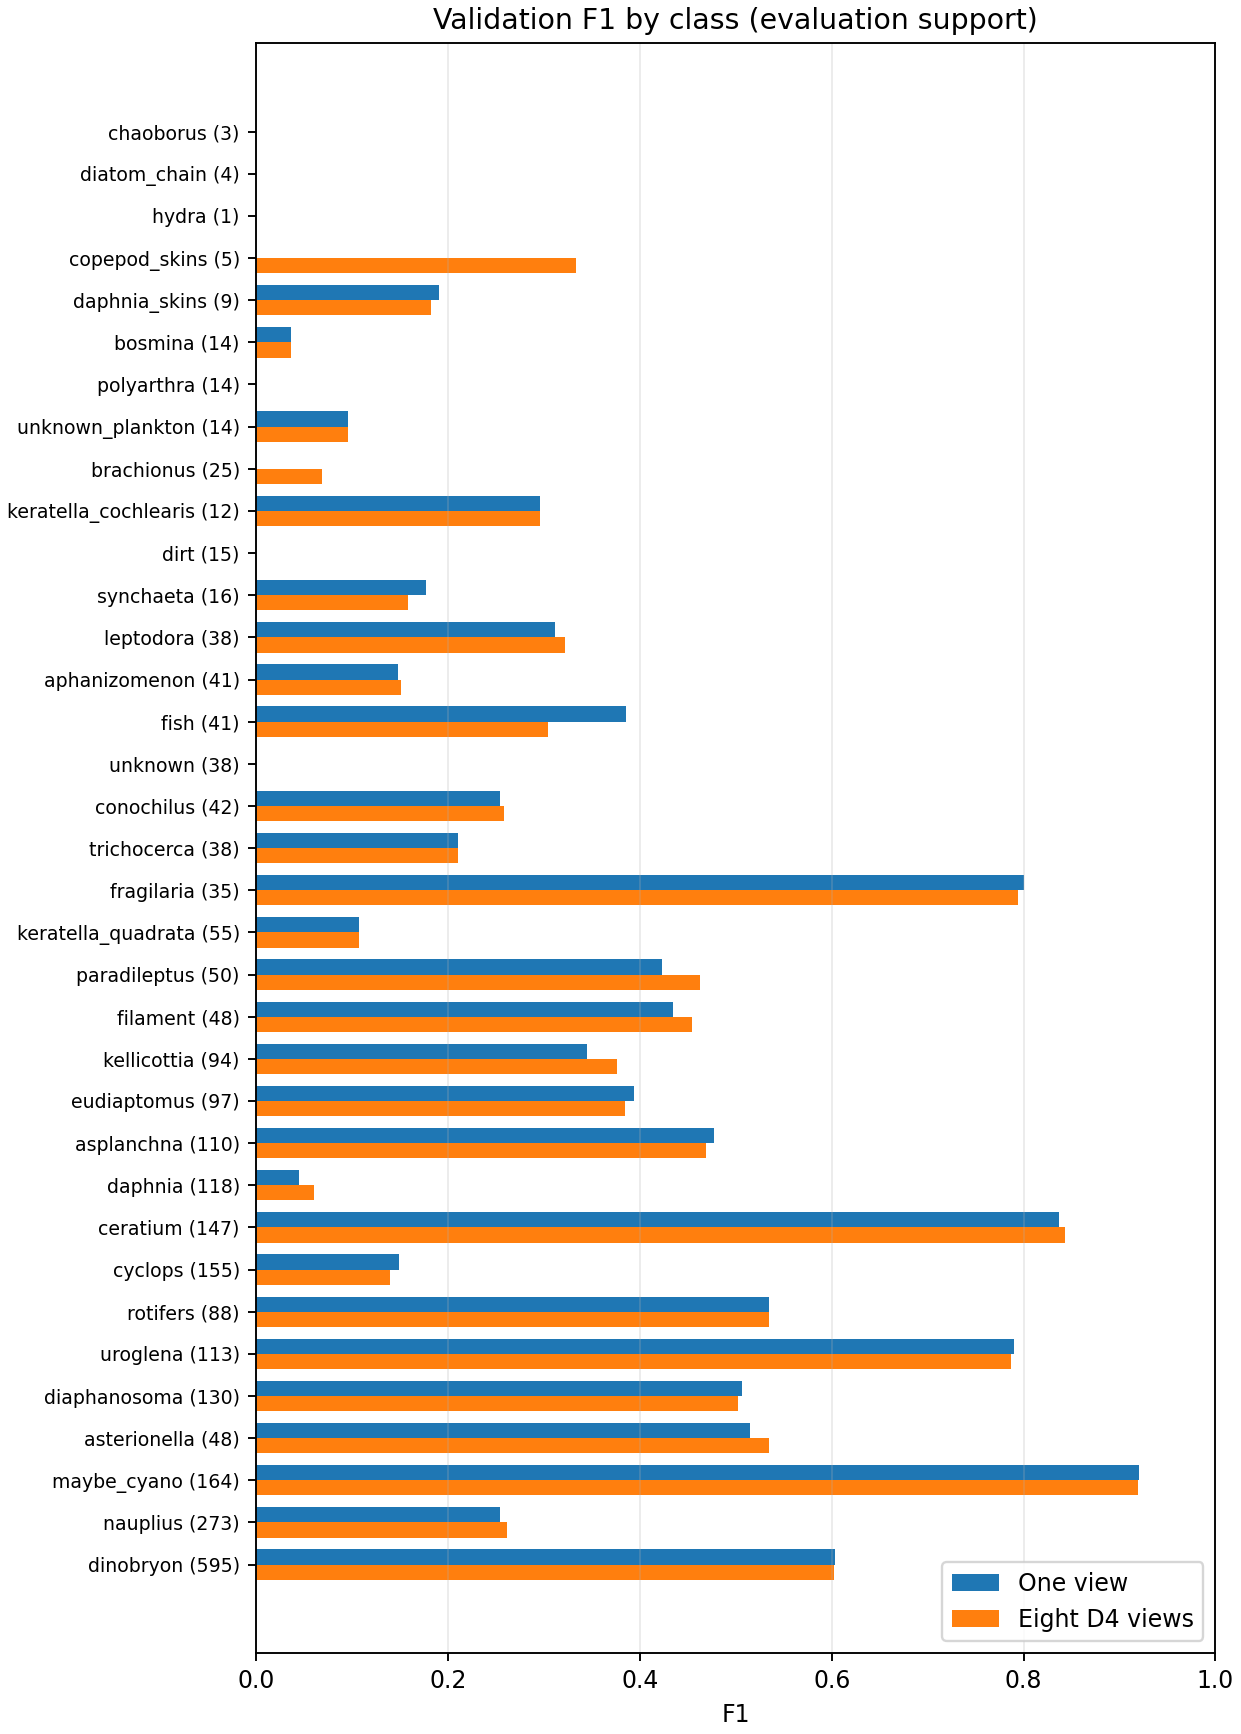 Validation F1 by class (evaluation support)
chaoborus (3)
diatom_chain (4)
hydra (1)
copepod_skins (5)
daphnia_skins (9)
bosmina (14)
polyarthra (14)
unknown_plankton (14)
brachionus (25)
keratella_cochlearis (12)
dirt (15)
synchaeta (16)
leptodora (38)
aphanizomenon (41)
fish (41)
unknown (38)
conochilus (42)
trichocerca (38)
fragilaria (35)
keratella_quadrata (55)
paradileptus (50)
filament (48)
kellicottia (94)
eudiaptomus (97)
asplanchna (110)
daphnia (118)
ceratium (147)
cyclops (155)
rotifers (88)
uroglena (113)
diaphanosoma (130)
asterionella (48)
maybe_cyano (164)
nauplius (273)
dinobryon (595)
One view
Eight D4 views
0.0 0.2 0.4 0.6 0.8 1.0
F1